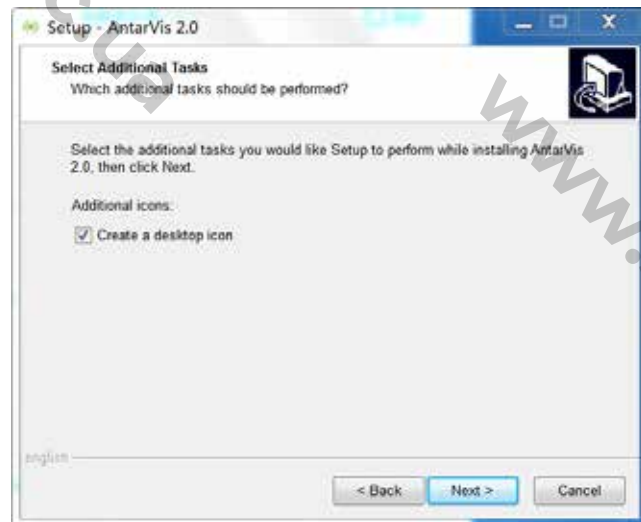 Setup - AntarVis 2.0
Select Additional Tasks
Which additional tasks should be performed?
Select the additional tasks you would like Setup to perform while installing AntarVis
2.0, then click Next.
Additional icons:
Create a desktop icon
english
< Back
Next >
Cancel
www.
c.ua